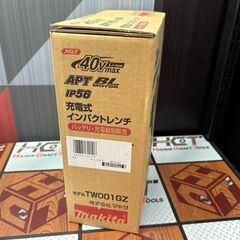 XGT
40Vmax
APT BL
MOTOR
IP56
充電式
インパクトレンチ
バッテリ・充電器別販売
モデル TW001GZ
株式会社マキタ
makita
HCT
TOOLS